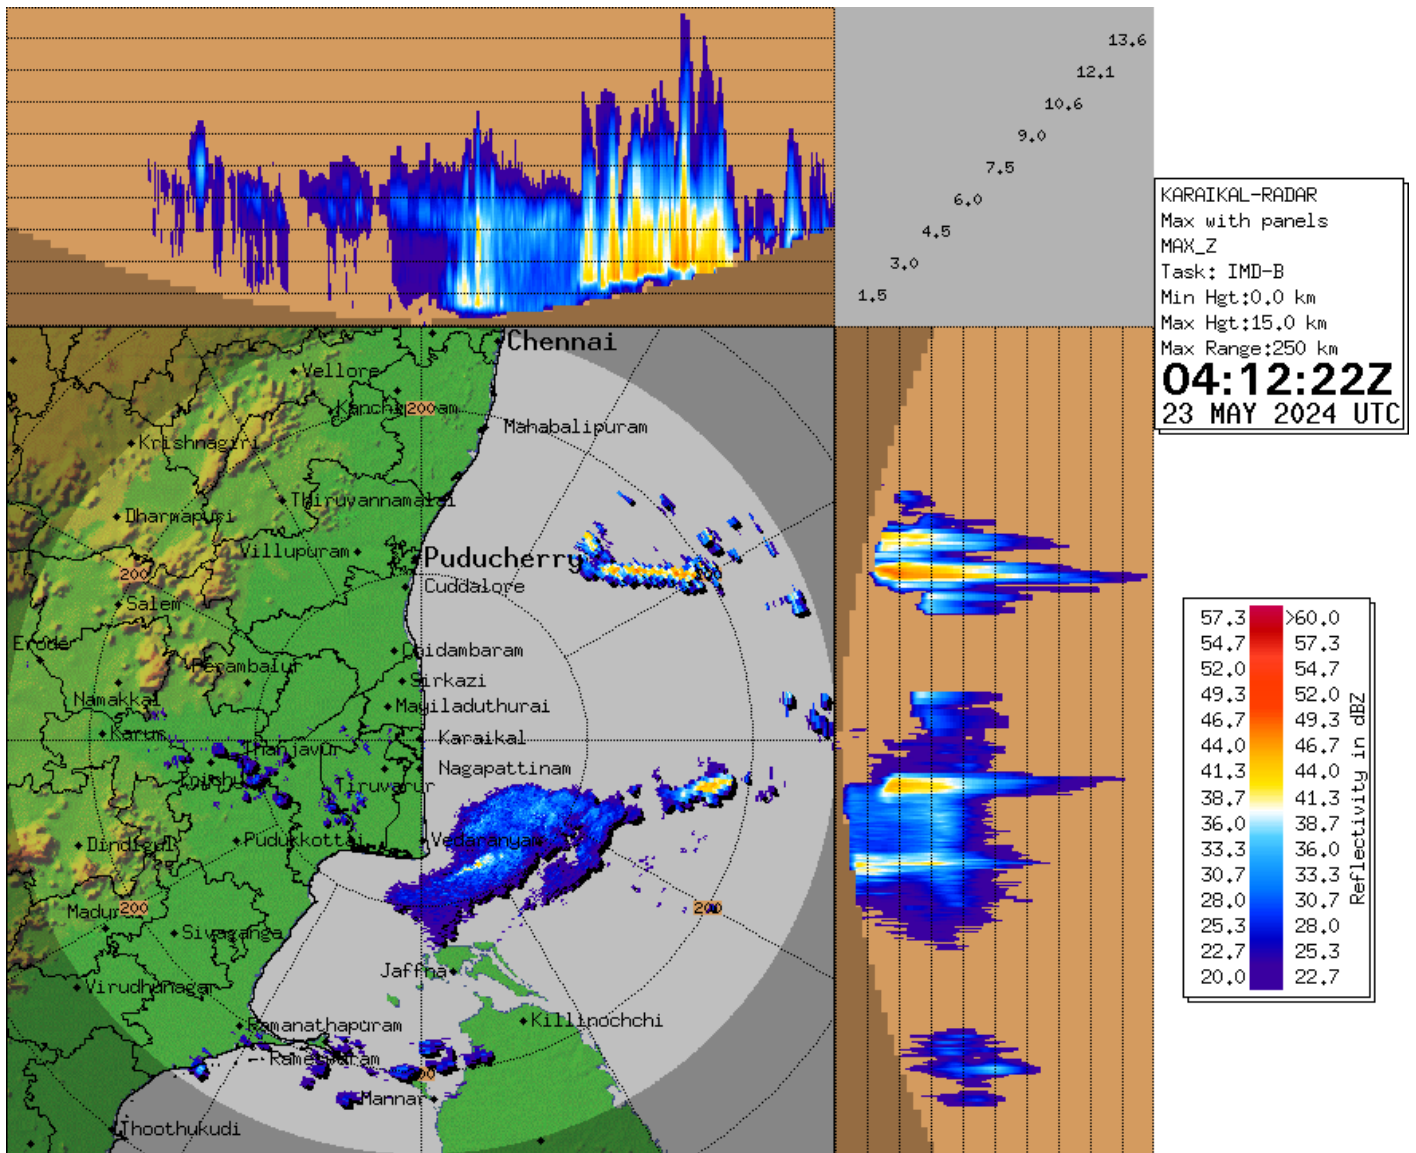 13.6
12.1
10.6
9.0
7.5
6.0
4.5
3.0
1.5
KARAIKAL-RADAR
Max with panels
MAX_Z
Task: IMD-B
Min Hgt:0.0 km
Max Hgt:15.0 km
Max Range:250 km
04:12:22Z
23 MAY 2024 UTC
Chennai
Vellore
200
Mahabalipuram
Krishnagiri
Thiruvannamalai
Dharmapuri
Villupuram
Puducherry
200
Cuddalore
Salem
Erode
Chidambaram
Perambalur
Sirkazi
Namakkal
Mayiladuthurai
Karur
Karaikal
Thanjavur
Nagapattinam
Tiruvarur
Pudukkottai
Vedaranyam
Dindigul
200
200
Sivaganga
Jaffna
Virudhunagar
Killinochchi
Ramanathapuram
Rameswaram
Mannar
Thoothukudi
57.3 >60.0
54.7 57.3
52.0 54.7
49.3 52.0
46.7 49.3
44.0 46.7
41.3 44.0
38.7 41.3
36.0 38.7
33.3 36.0
30.7 33.3
28.0 30.7
25.3 28.0
22.7 25.3
20.0 22.7
Reflectivity in dBZ